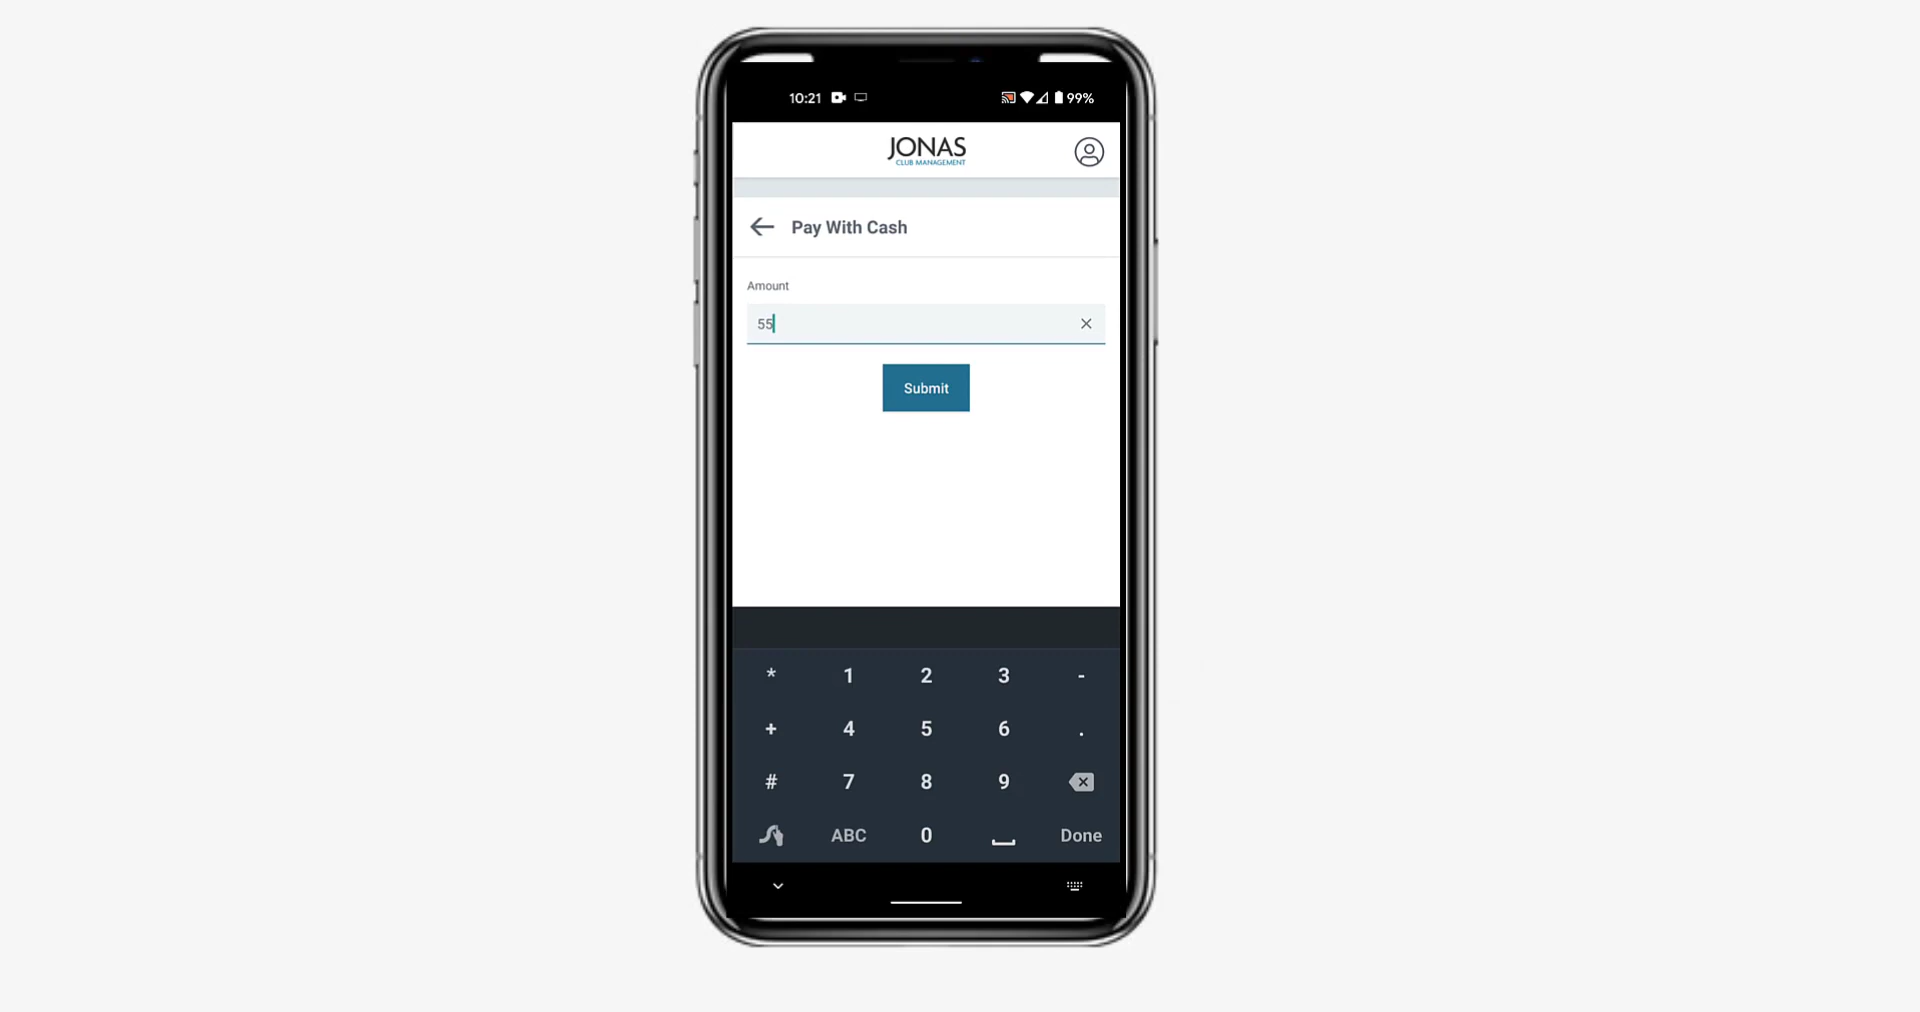 10:21 99%
JONAS
CLUB MANAGEMENT
Pay With Cash
Amount
55
Submit
* 1 2 3 -
+ 4 5 6 .
# 7 8 9
ABC 0 Done